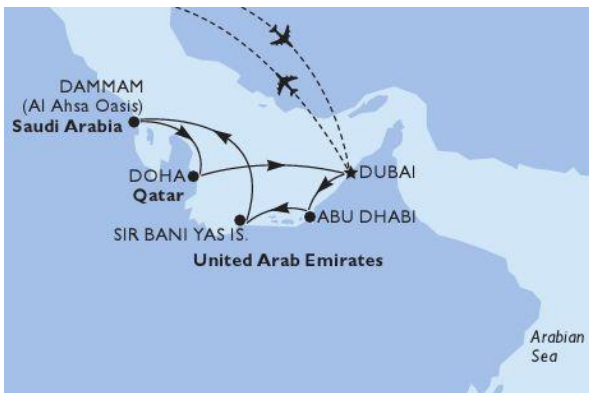 DAMMAM
(Al Ahsa Oasis)
Saudi Arabia
DOHA
Qatar
DUBAI
ABU DHABI
SIR BANI YAS IS.
United Arab Emirates
Arabian
Sea